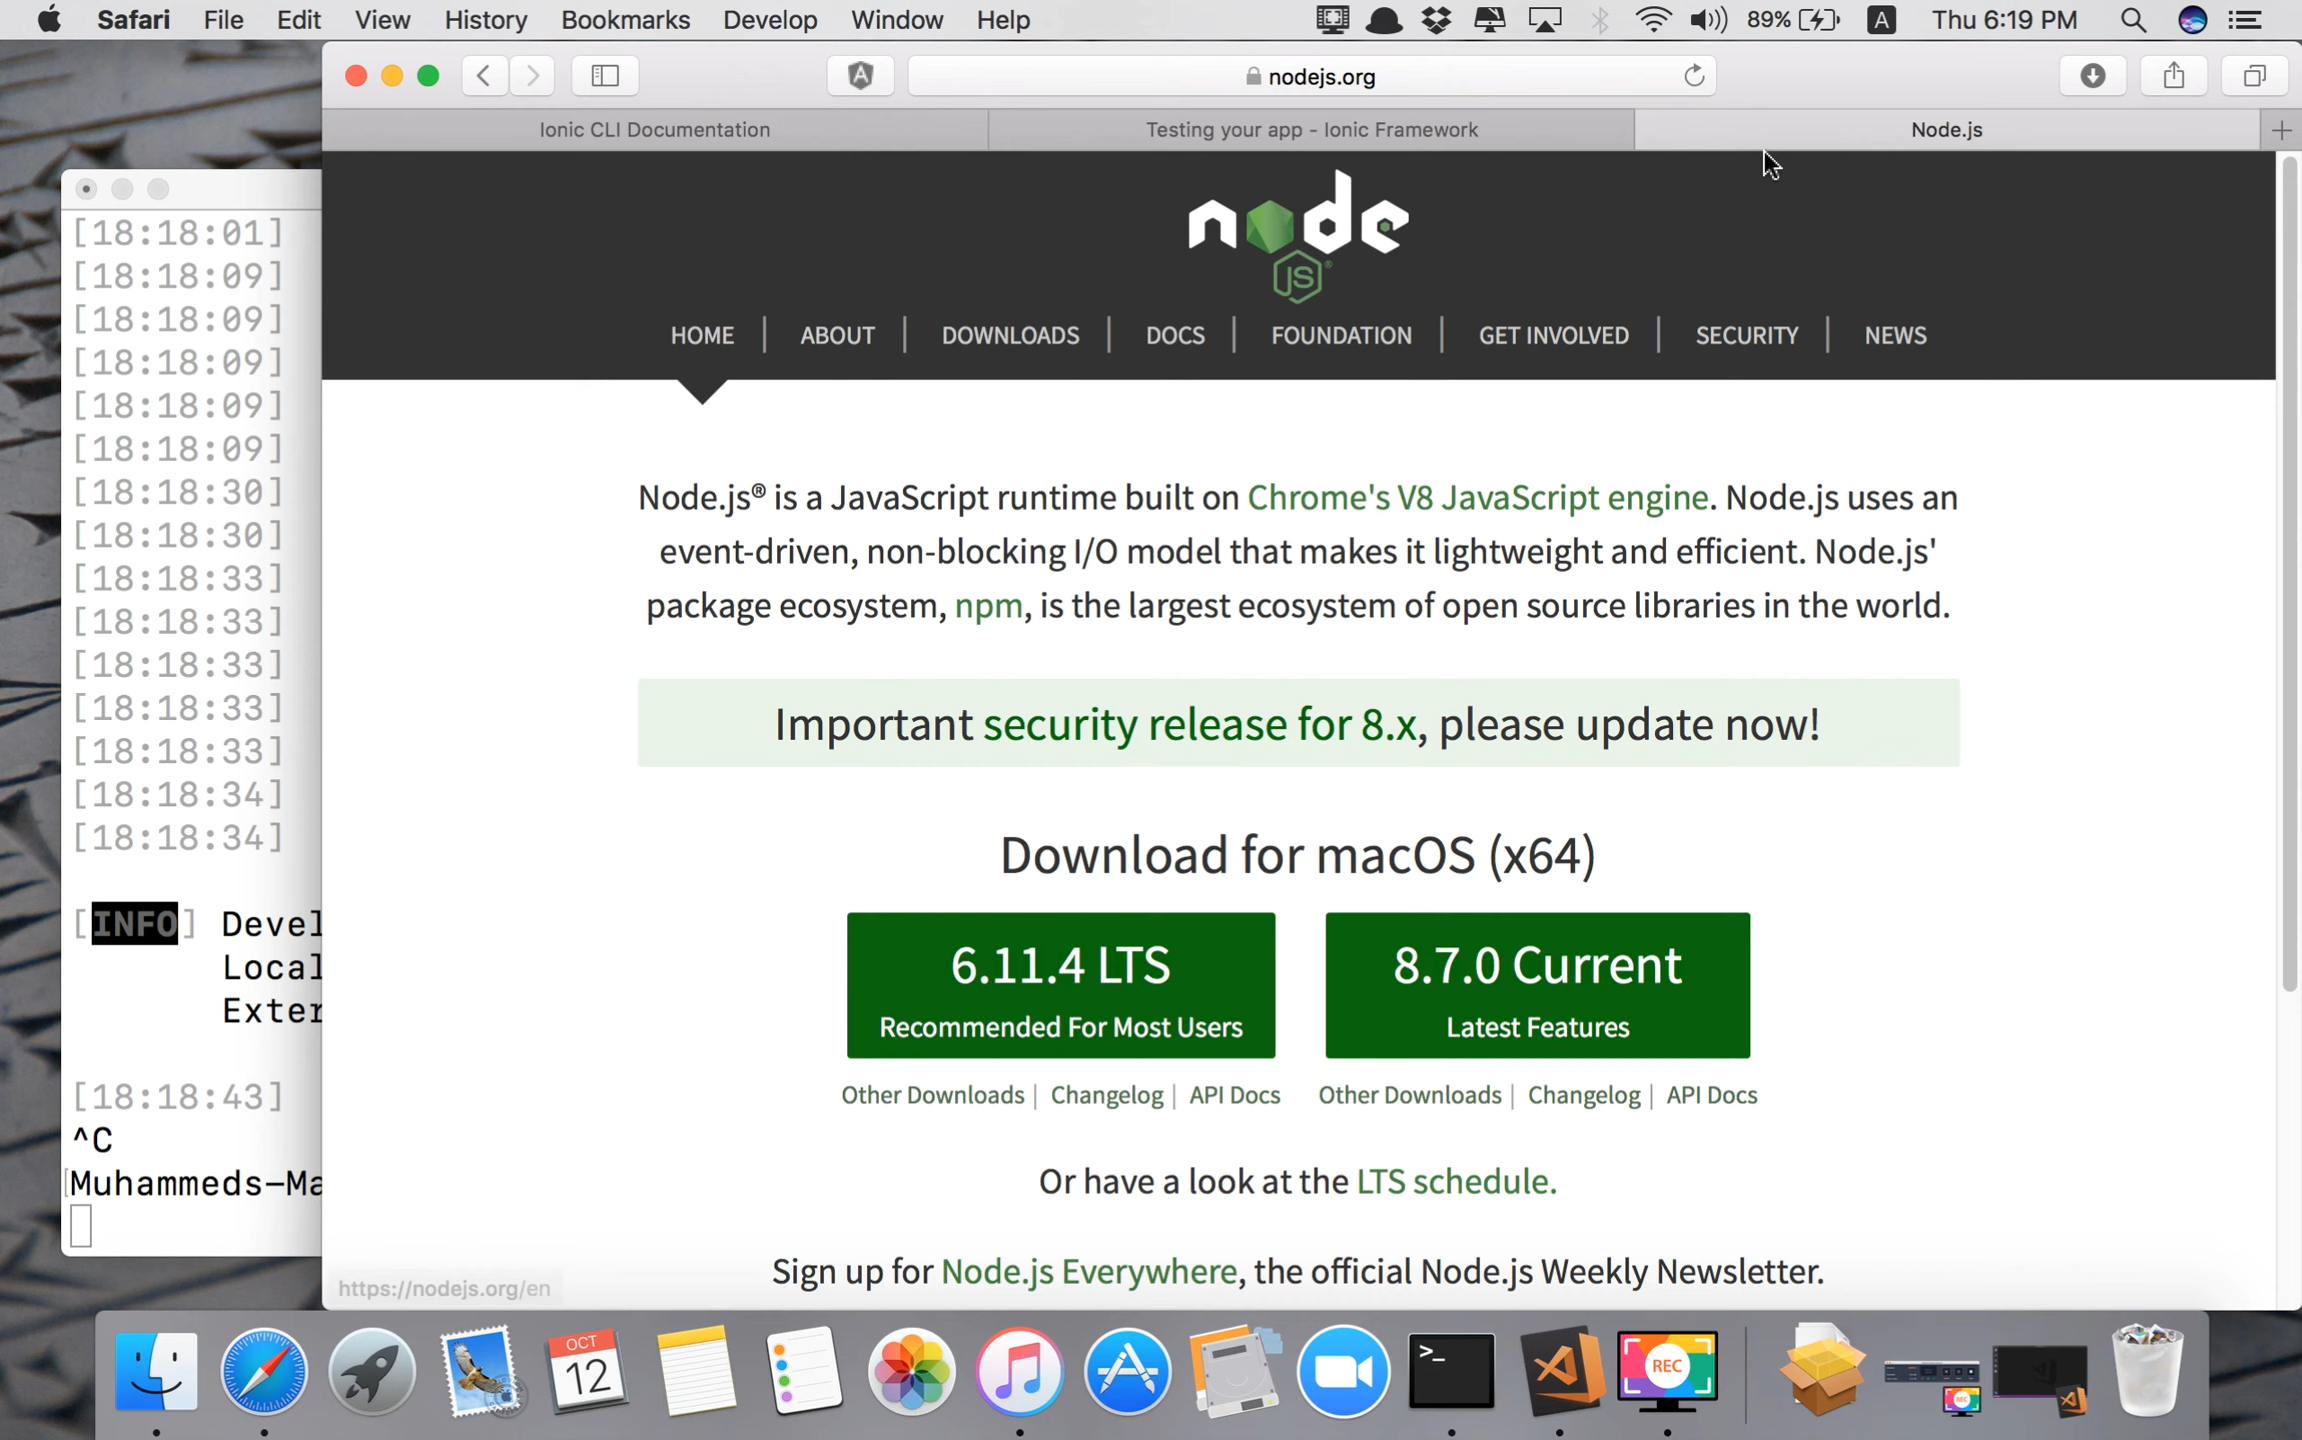 Safari File Edit View History Bookmarks Develop Window Help 89% A Thu 6:19 PM
nodejs.org
Ionic CLI Documentation
Testing your app - Ionic Framework
Node.js
node
JS
HOME | ABOUT | DOWNLOADS | DOCS | FOUNDATION | GET INVOLVED | SECURITY | NEWS
Node.js® is a JavaScript runtime built on Chrome's V8 JavaScript engine. Node.js uses an
event-driven, non-blocking I/O model that makes it lightweight and efficient. Node.js'
package ecosystem, npm, is the largest ecosystem of open source libraries in the world.
Important security release for 8.x, please update now!
Download for macOS (x64)
6.11.4 LTS
Recommended For Most Users
8.7.0 Current
Latest Features
Other Downloads | Changelog | API Docs
Other Downloads | Changelog | API Docs
Or have a look at the LTS schedule.
Sign up for Node.js Everywhere, the official Node.js Weekly Newsletter.
https://nodejs.org/en
[18:18:01]
[18:18:09]
[18:18:09]
[18:18:09]
[18:18:09]
[18:18:09]
[18:18:30]
[18:18:30]
[18:18:33]
[18:18:33]
[18:18:33]
[18:18:33]
[18:18:33]
[18:18:34]
[18:18:34]
[INFO] Devel
Local
Exter
[18:18:43]
^C
Muhammeds-Ma
OCT
12
>_
REC
REC